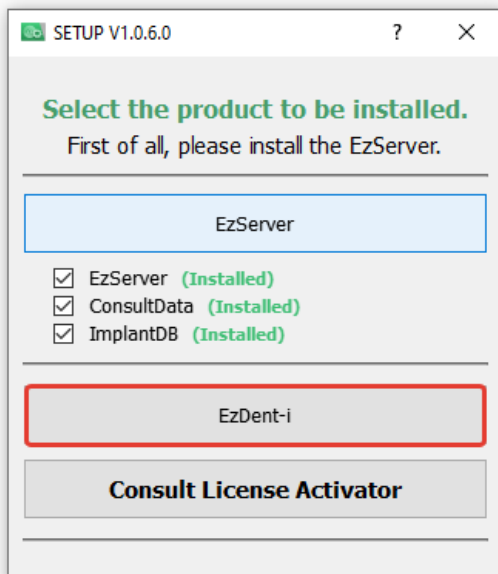 SETUP V1.0.6.0 ?
Select the product to be installed.
First of all, please install the EzServer.
EzServer
EzServer (Installed)
ConsultData (Installed)
ImplantDB (Installed)
EzDent-i
Consult License Activator